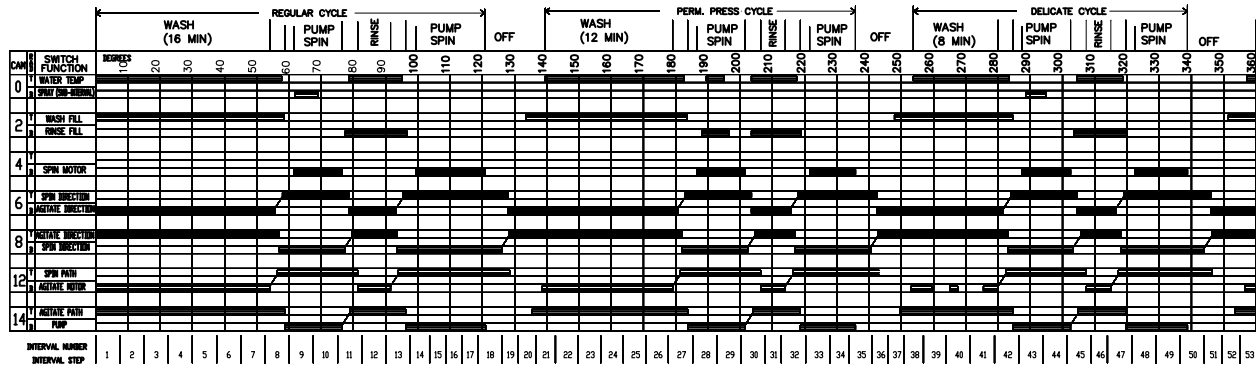 REGULAR CYCLE PERM. PRESS CYCLE DELICATE CYCLE
WASH (16 MIN) PUMP SPIN RINSE PUMP SPIN OFF WASH (12 MIN) PUMP SPIN RINSE PUMP SPIN OFF WASH (8 MIN) PUMP SPIN RINSE PUMP SPIN OFF
CAM SWITCH FUNCTION DEGREES 10 20 30 40 50 60 70 80 90 100 110 120 130 140 150 160 170 180 190 200 210 220 230 240 250 260 270 280 290 300 310 320 330 340 350 360
0 T WATER TEMP
B SPRAY (SUB-INTERVAL)
2 T WASH FILL
B RINSE FILL
4 T
B SPIN MOTOR
6 T SPIN DIRECTION
B AGITATE DIRECTION
8 T AGITATE DIRECTION
B SPIN DIRECTION
12 T SPIN PATH
B AGITATE MOTOR
14 T AGITATE PATH
B PUMP
INTERVAL NUMBER
INTERVAL STEP
1 2 3 4 5 6 7 8 9 10 11 12 13 14 15 16 17 18 19 20 21 22 23 24 25 26 27 28 29 30 31 32 33 34 35 36 37 38 39 40 41 42 43 44 45 46 47 48 49 50 51 52 53